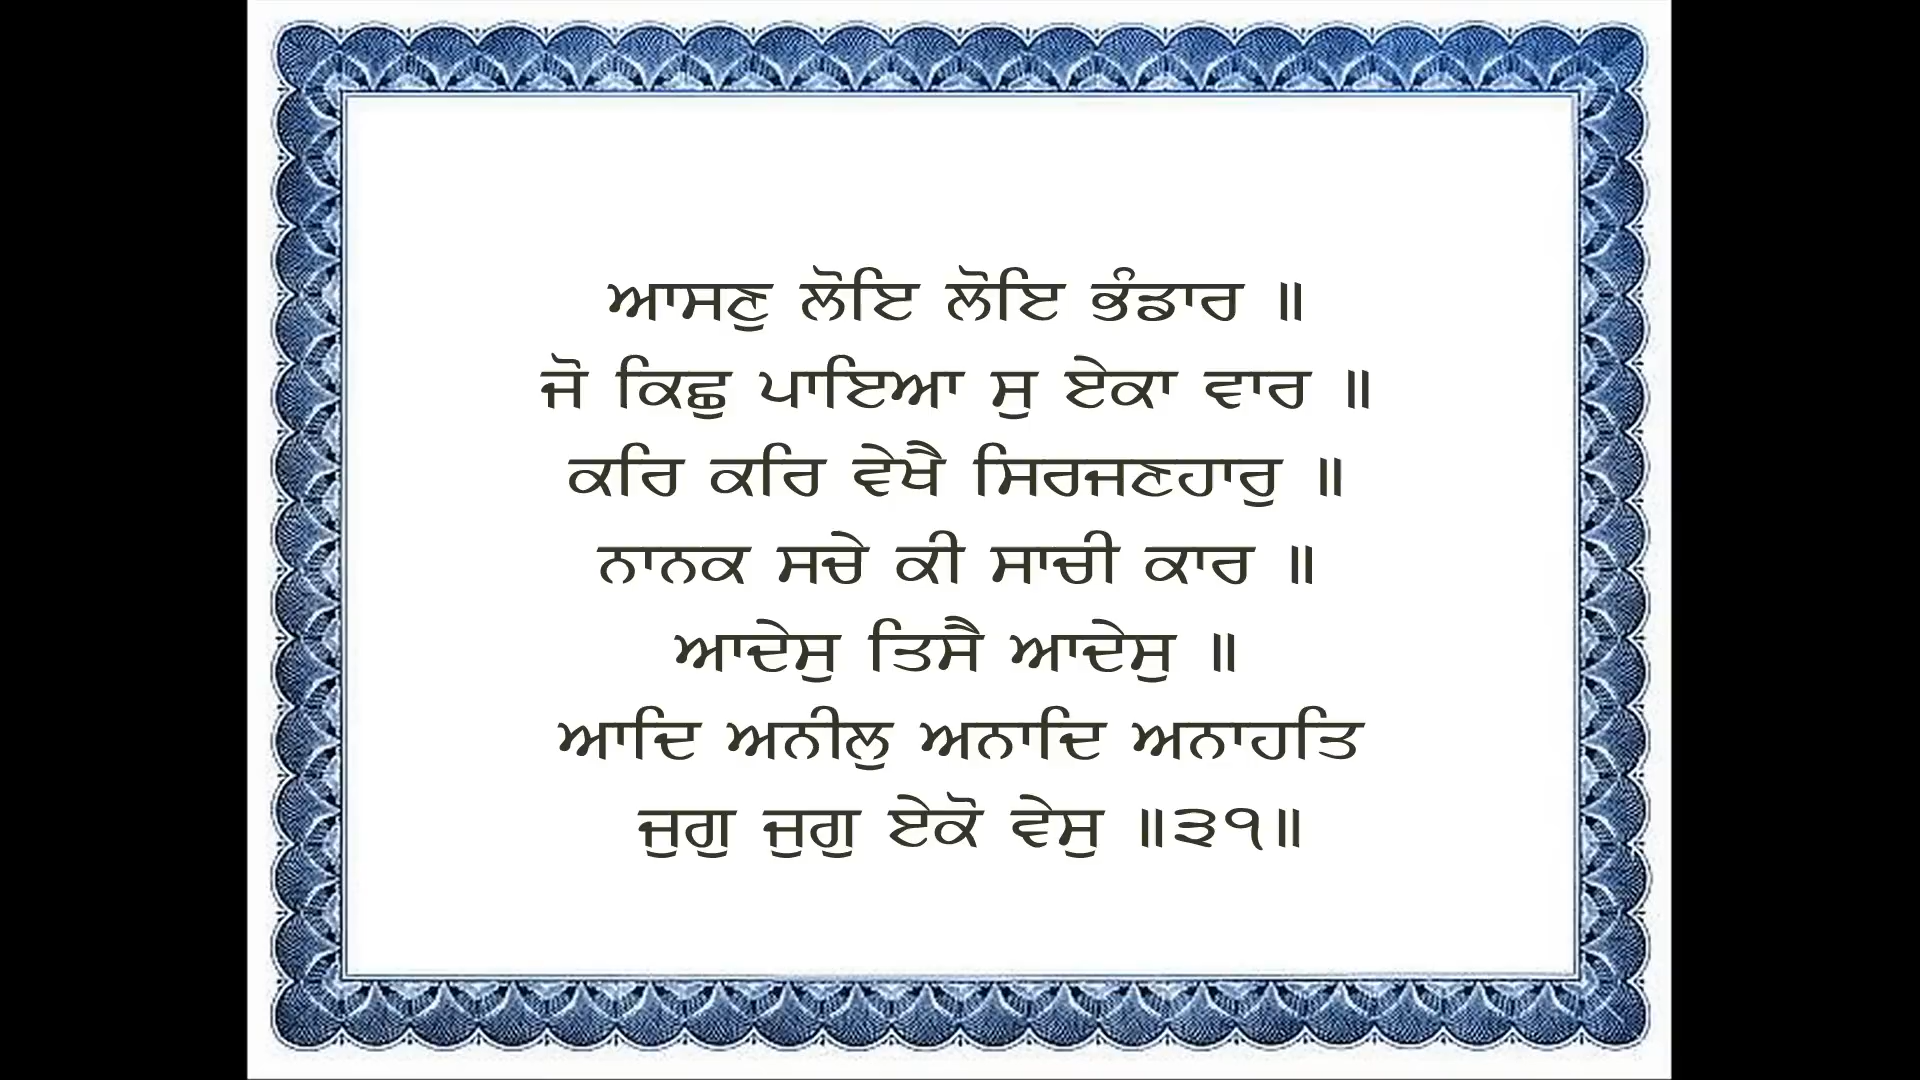 ਆਸਣੁ ਲੋਇ ਲੋਇ ਭੰਡਾਰ ॥
ਜੋ ਕਿਛੁ ਪਾਇਆ ਸੁ ਏਕਾ ਵਾਰ ॥
ਕਰਿ ਕਰਿ ਵੇਖੈ ਸਿਰਜਣਹਾਰੁ ॥
ਨਾਨਕ ਸਚੇ ਕੀ ਸਾਚੀ ਕਾਰ ॥
ਆਦੇਸੁ ਤਿਸੈ ਆਦੇਸੁ ॥
ਆਦਿ ਅਨੀਲੁ ਅਨਾਦਿ ਅਨਾਹਤਿ
ਜੁਗੁ ਜੁਗੁ ਏਕੋ ਵੇਸੁ ॥੩੧॥